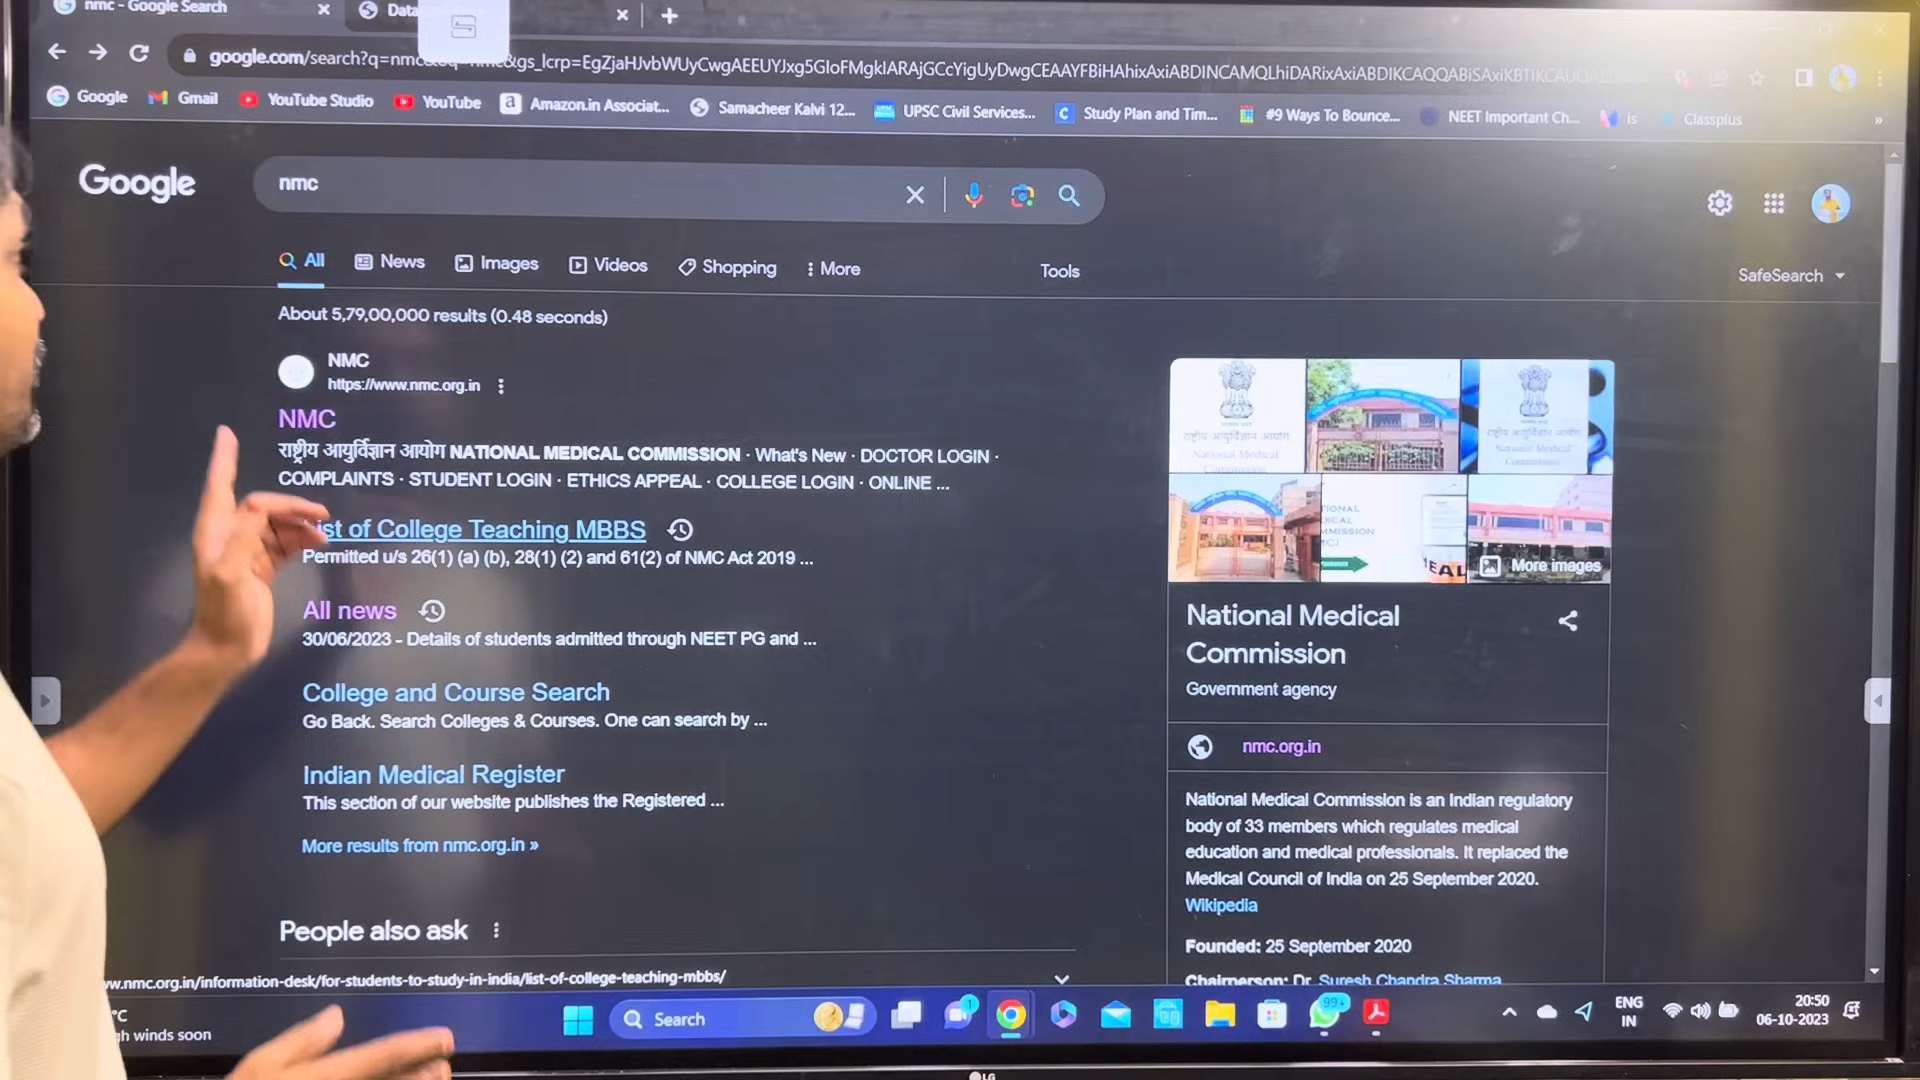 nmc - Google Search
Data
google.com/search?q=nmc
Google Gmail YouTube Studio YouTube Amazon.in Associat... Samacheer Kalvi 12... UPSC Civil Services... Study Plan and Tim... #9 Ways To Bounce... NEET Important Ch... is Classplus »
Google
nmc
All News Images Videos Shopping More Tools
SafeSearch
About 5,79,00,000 results (0.48 seconds)
NMC
https://www.nmc.org.in
NMC
राष्ट्रीय आयुर्विज्ञान आयोग NATIONAL MEDICAL COMMISSION · What's New · DOCTOR LOGIN ·
COMPLAINTS · STUDENT LOGIN · ETHICS APPEAL · COLLEGE LOGIN · ONLINE ...
ist of College Teaching MBBS
Permitted u/s 26(1) (a) (b), 28(1) (2) and 61(2) of NMC Act 2019 ...
All news
30/06/2023 - Details of students admitted through NEET PG and ...
College and Course Search
Go Back. Search Colleges & Courses. One can search by ...
Indian Medical Register
This section of our website publishes the Registered ...
More results from nmc.org.in »
People also ask
More images
National Medical
Commission
Government agency
nmc.org.in
National Medical Commission is an Indian regulatory
body of 33 members which regulates medical
education and medical professionals. It replaced the
Medical Council of India on 25 September 2020.
Wikipedia
Founded: 25 September 2020
Chairperson: Dr. Suresh Chandra Sharma
w.nmc.org.in/information-desk/for-students-to-study-in-india/list-of-college-teaching-mbbs/
°C
h winds soon
Search
1
99+
ENG
IN
20:50
06-10-2023
LG